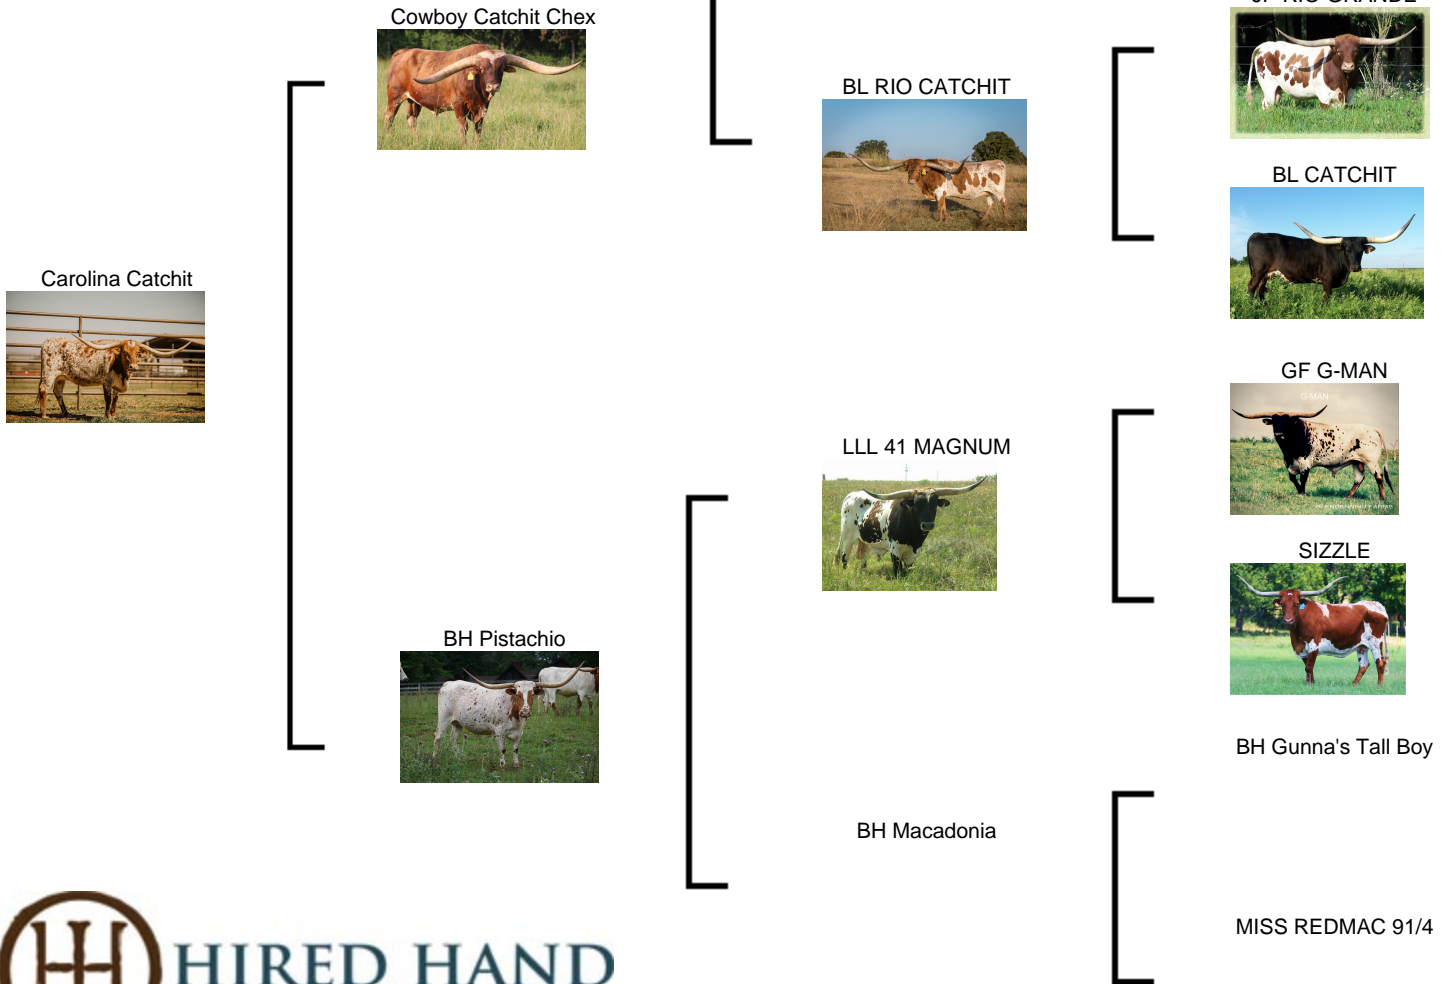 Cowboy Catchit Chex
BL RIO CATCHIT
BL CATCHIT
Carolina Catchit
GF G-MAN
G-MAN
LLL 41 MAGNUM
SIZZLE
BH Pistachio
BH Gunna's Tall Boy
BH Macadonia
MISS REDMAC 91/4
HIRED HAND